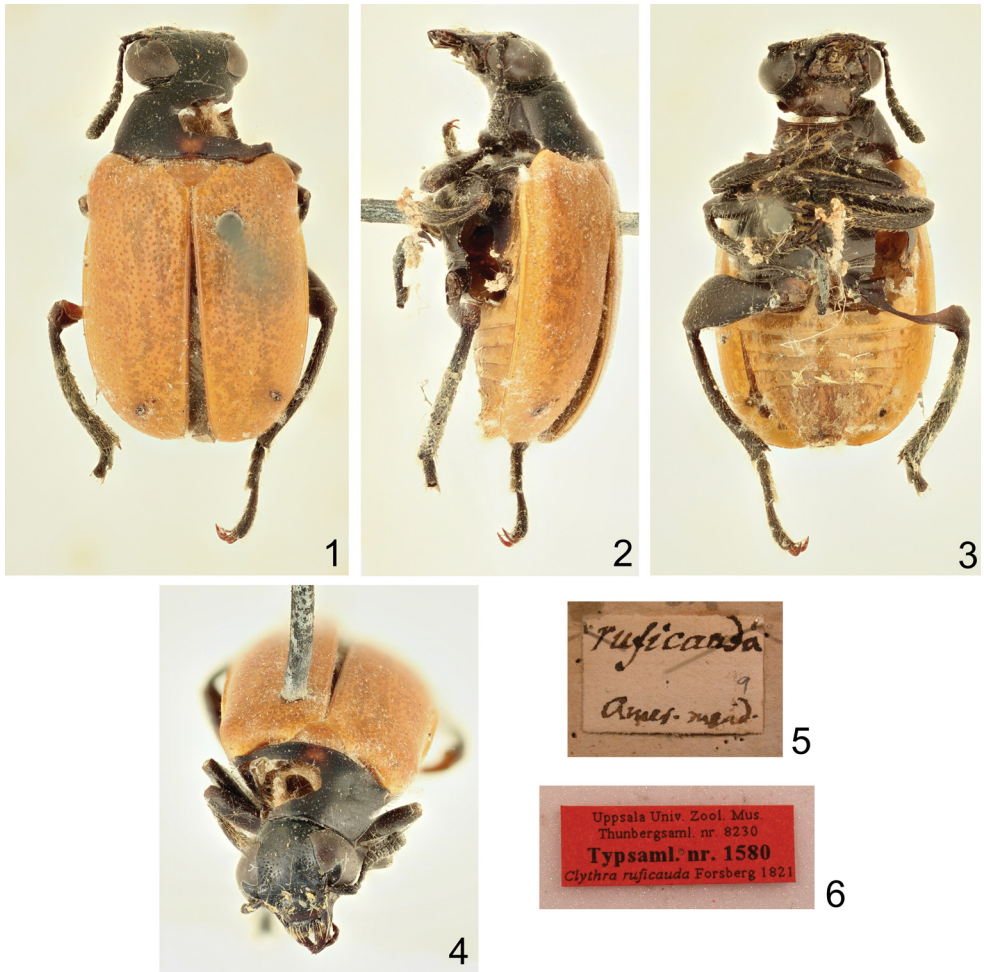 1
2
3
4
ruficauda
9
Amer. merid.
5
Uppsala Univ. Zool. Mus.
Thunbergsaml. nr. 8230
Typsaml. nr. 1580
Clythra ruficauda Forsberg 1821
6